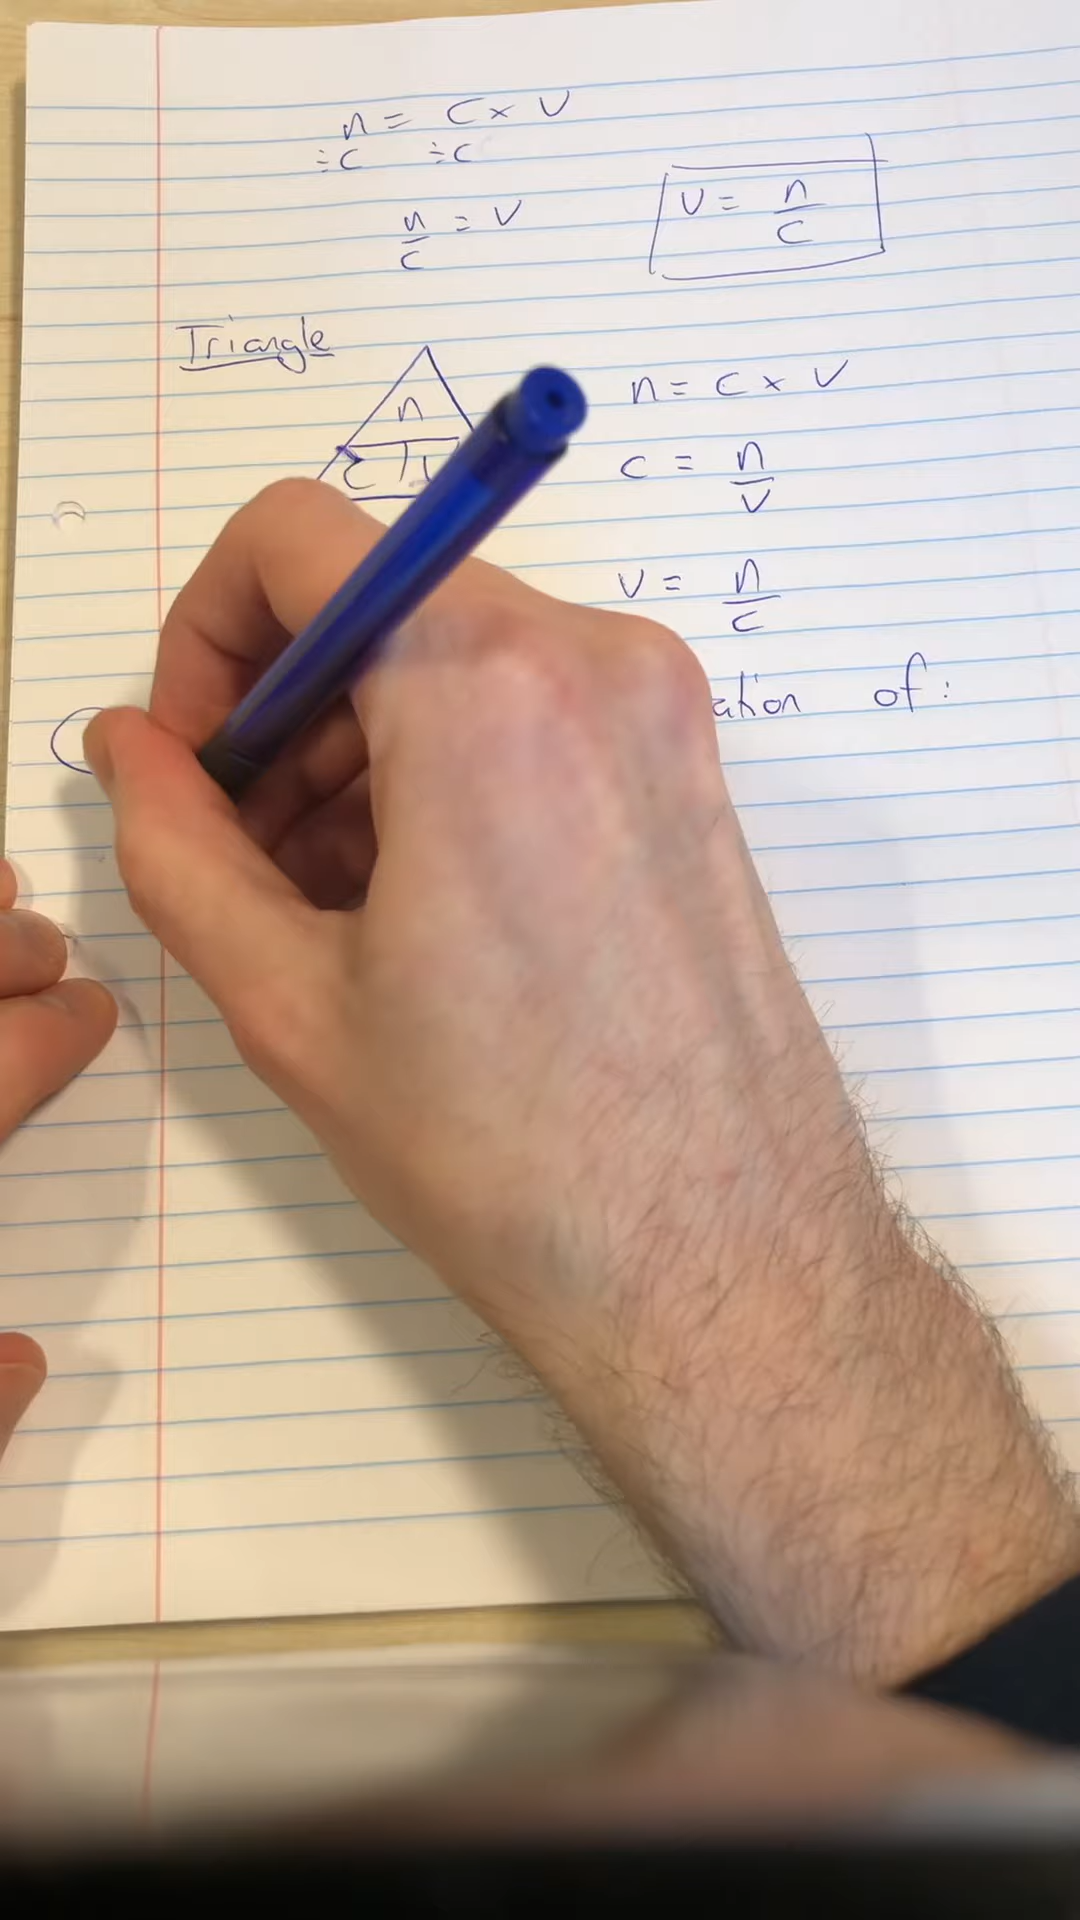 n = C × V
÷C ÷C
n/c = V
V = n/c
Triangle
n
n = C × V
c = n/v
C
V = n/c
of: